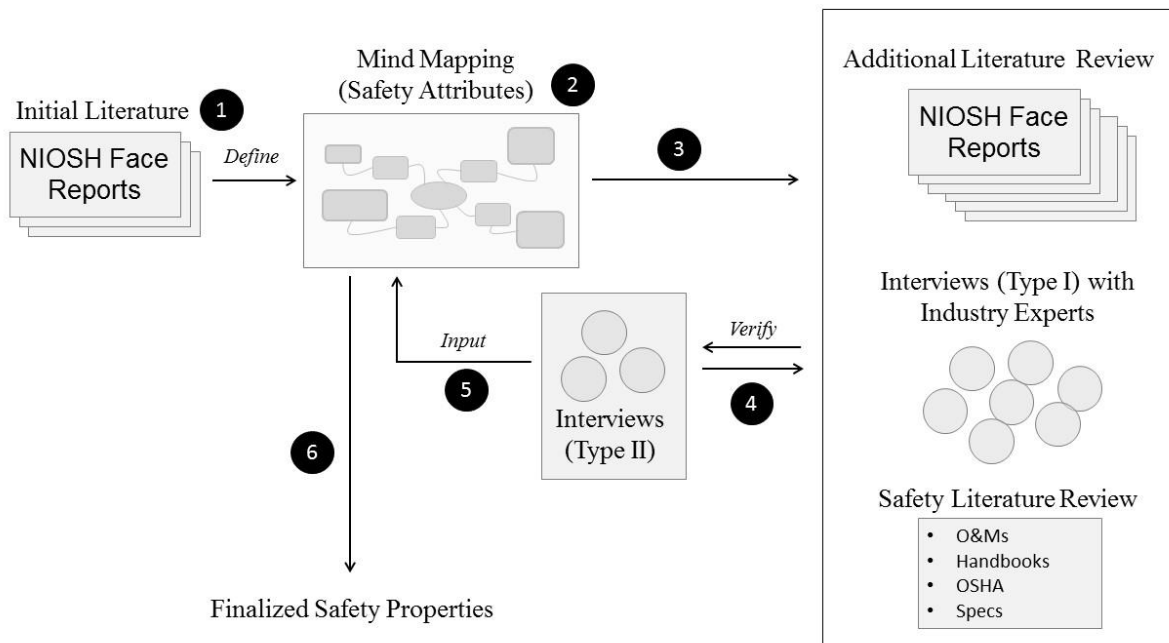 Initial Literature
1
NIOSH Face
Reports
Define
Mind Mapping
(Safety Attributes)
2
3
Additional Literature Review
NIOSH Face
Reports
Interviews (Type I) with
Industry Experts
Safety Literature Review
• O&Ms
• Handbooks
• OSHA
• Specs
Verify
4
Interviews
(Type II)
Input
5
6
Finalized Safety Properties